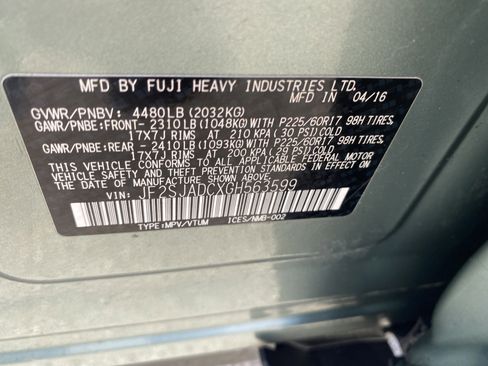 MFD BY FUJI HEAVY INDUSTRIES LTD.
MFD IN 04/16
GVWR/PNBV: 4480LB (2032KG)
GAWR/PNBE:FRONT- 2310LB (1048KG) WITH P225/60R17 98H TIRES,
17X7J RIMS AT 210 KPA (30 PSI) COLD
GAWR/PNBE:REAR - 2410LB (1093KG) WITH P225/60R17 98H TIRES,
17X7J RIMS AT 200 KPA (29 PSI) COLD
THIS VEHICLE CONFORMS TO ALL APPLICABLE FEDERAL MOTOR
VEHICLE SAFETY STANDARDS IN EFFECT ON
THE DATE OF MANUFACTURE SHOWN ABOVE.
VIN: JF2SJADCXGH563599
TYPE:MPV/VTUM ICES/NMB-002